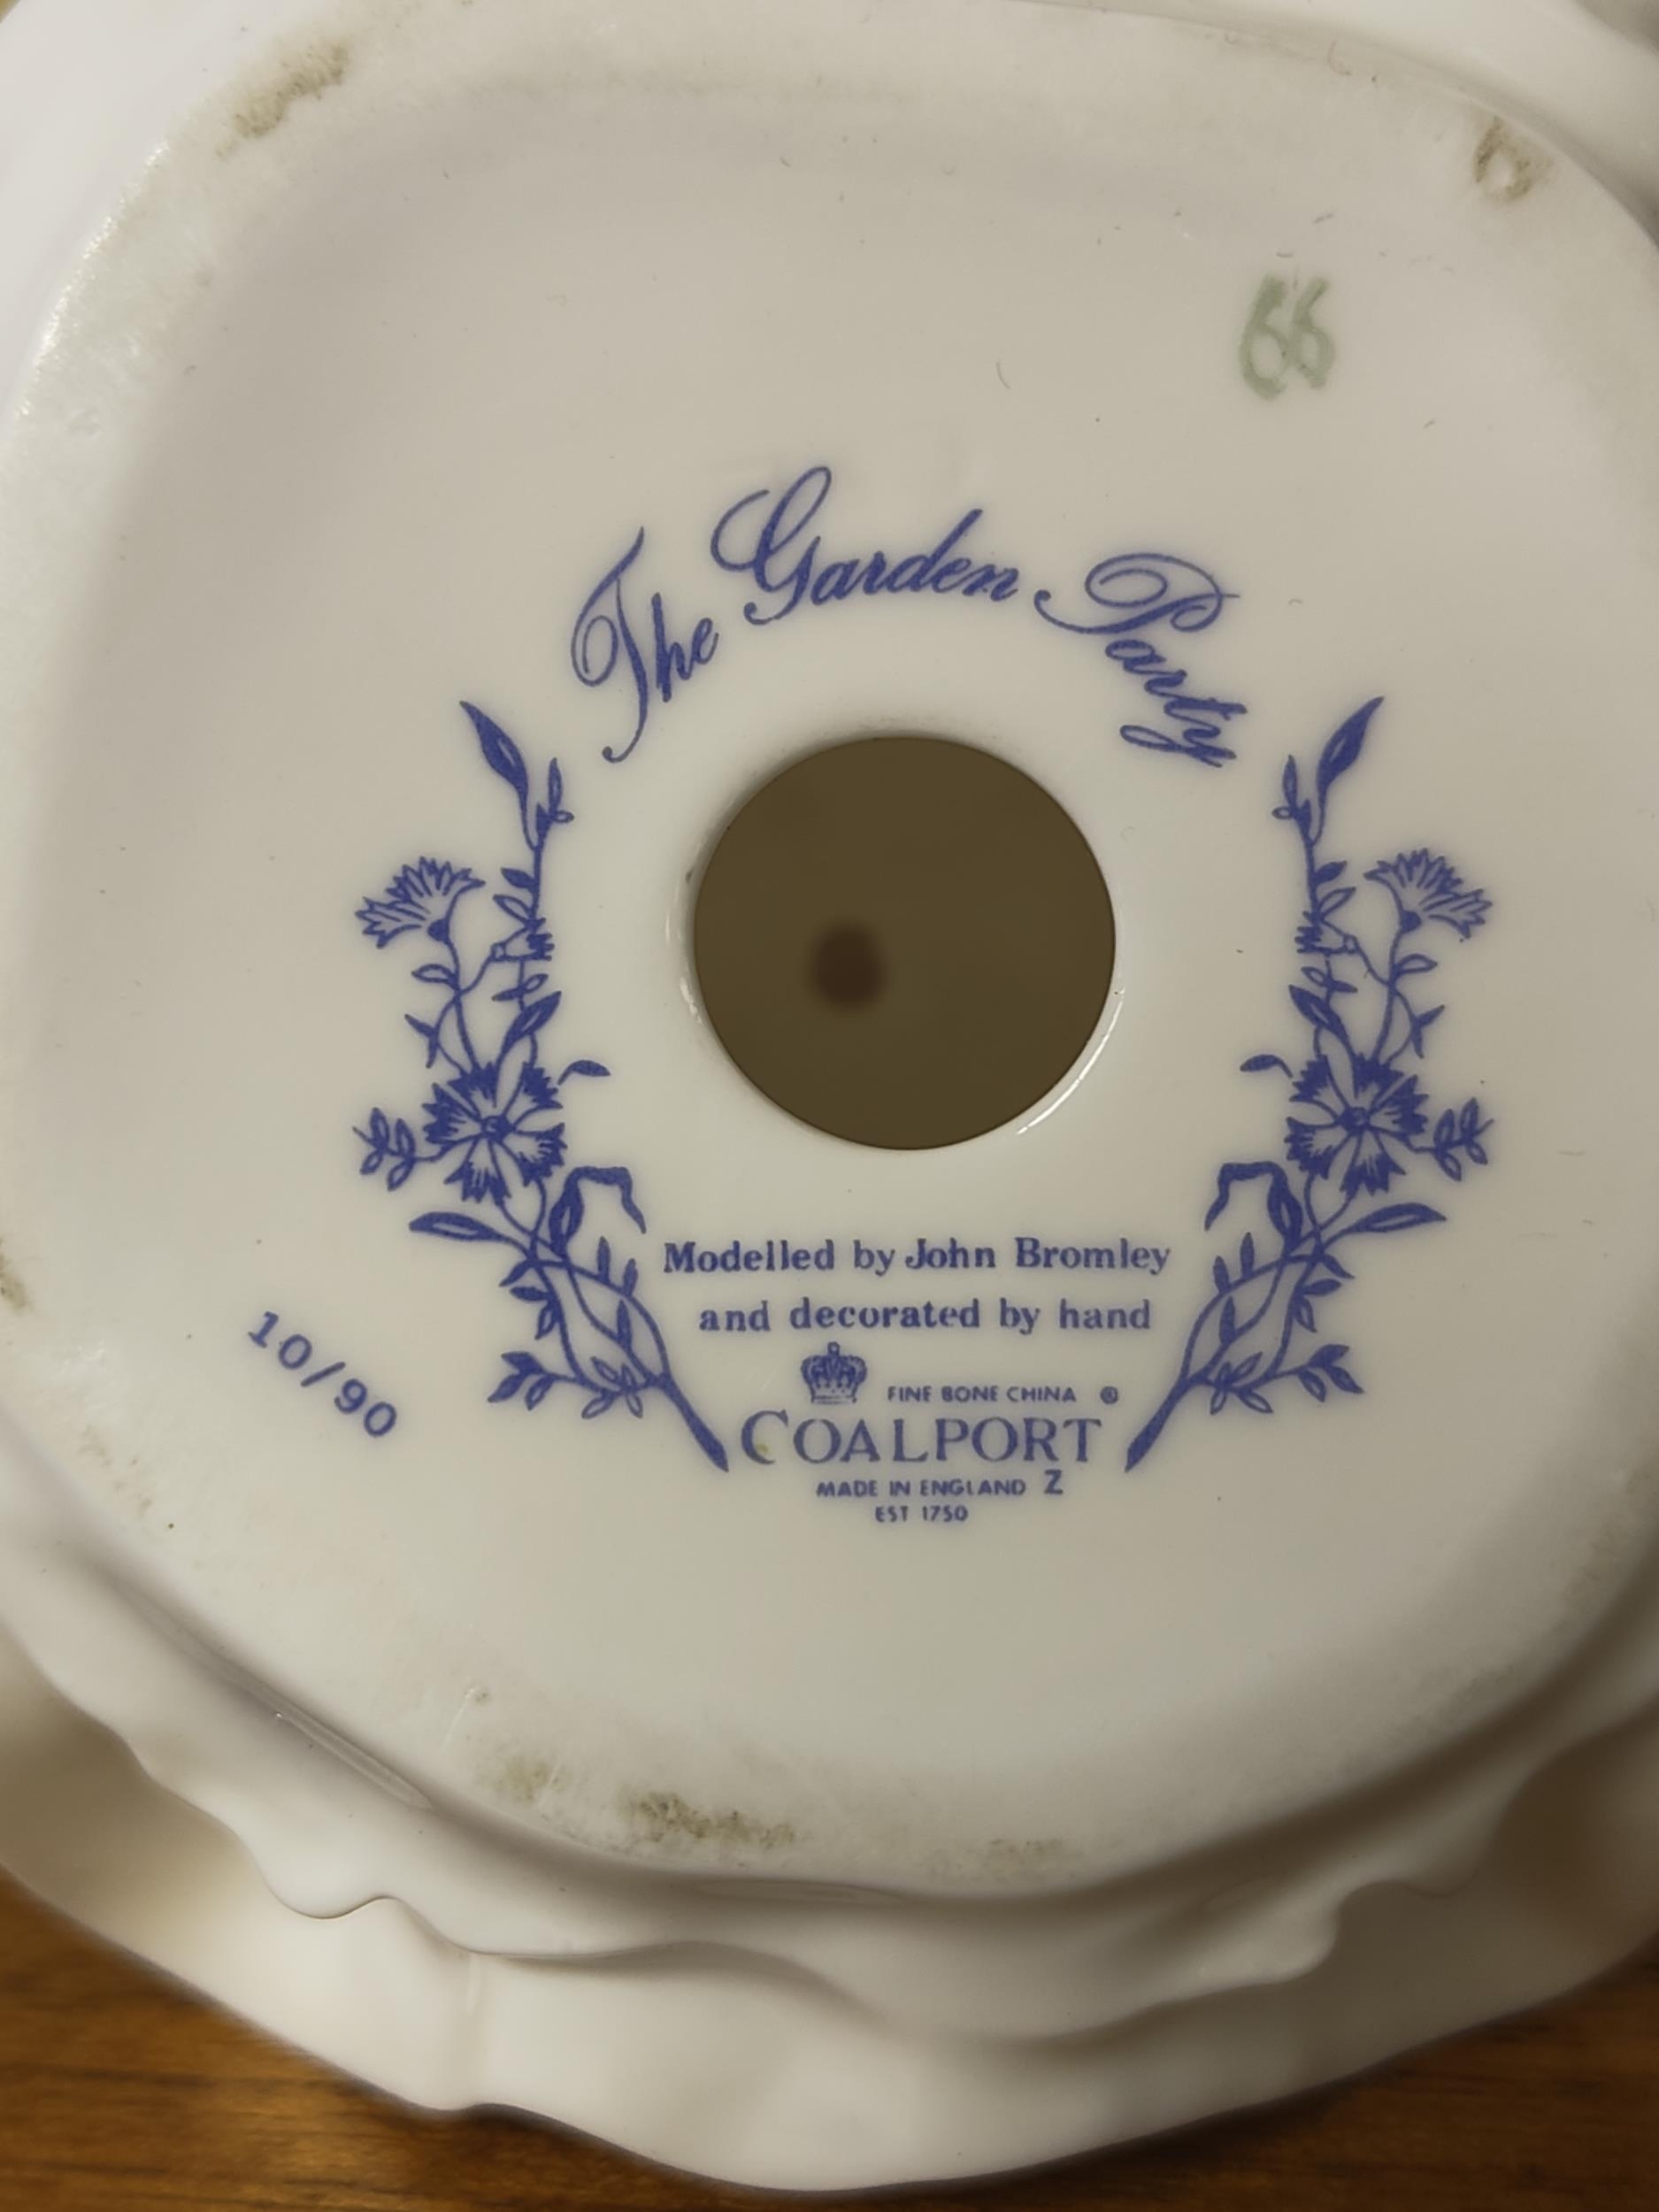 66
The Garden Party
Modelled by John Bromley
and decorated by hand
10/90
FINE BONE CHINA ®
COALPORT
MADE IN ENGLAND Z
EST 1750